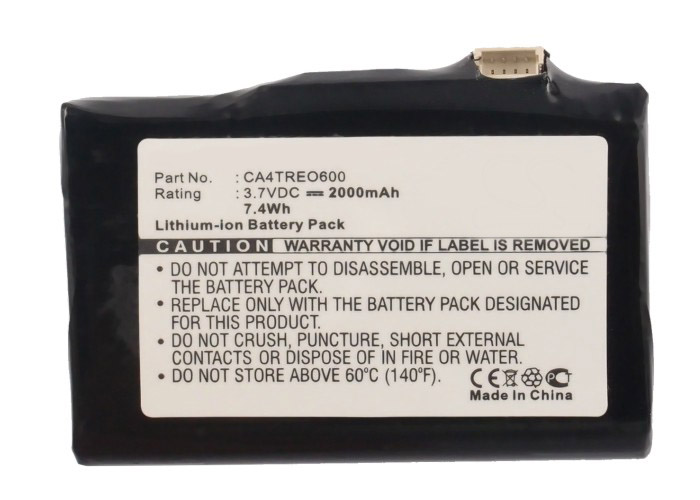 Part No. : CA4TREO600
Rating : 3.7VDC ⎓ 2000mAh
7.4Wh
Lithium-ion Battery Pack
CAUTION WARRANTY VOID IF LABEL IS REMOVED
• DO NOT ATTEMPT TO DISASSEMBLE, OPEN OR SERVICE
THE BATTERY PACK.
• REPLACE ONLY WITH THE BATTERY PACK DESIGNED
FOR THIS PRODUCT.
• DO NOT CRUSH, PUNCTURE, SHORT EXTERNAL
CONTACTS OR DISPOSE OF IN FIRE OR WATER.
• DO NOT STORE ABOVE 60°C (140°F).
CE
Made In China